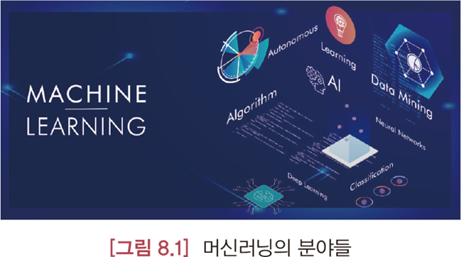 MACHINE
LEARNING
Autonomous
Learning
AI
Data Mining
Algorithm
Neural Networks
Deep Learning
Classification
[그림 8.1] 머신러닝의 분야들